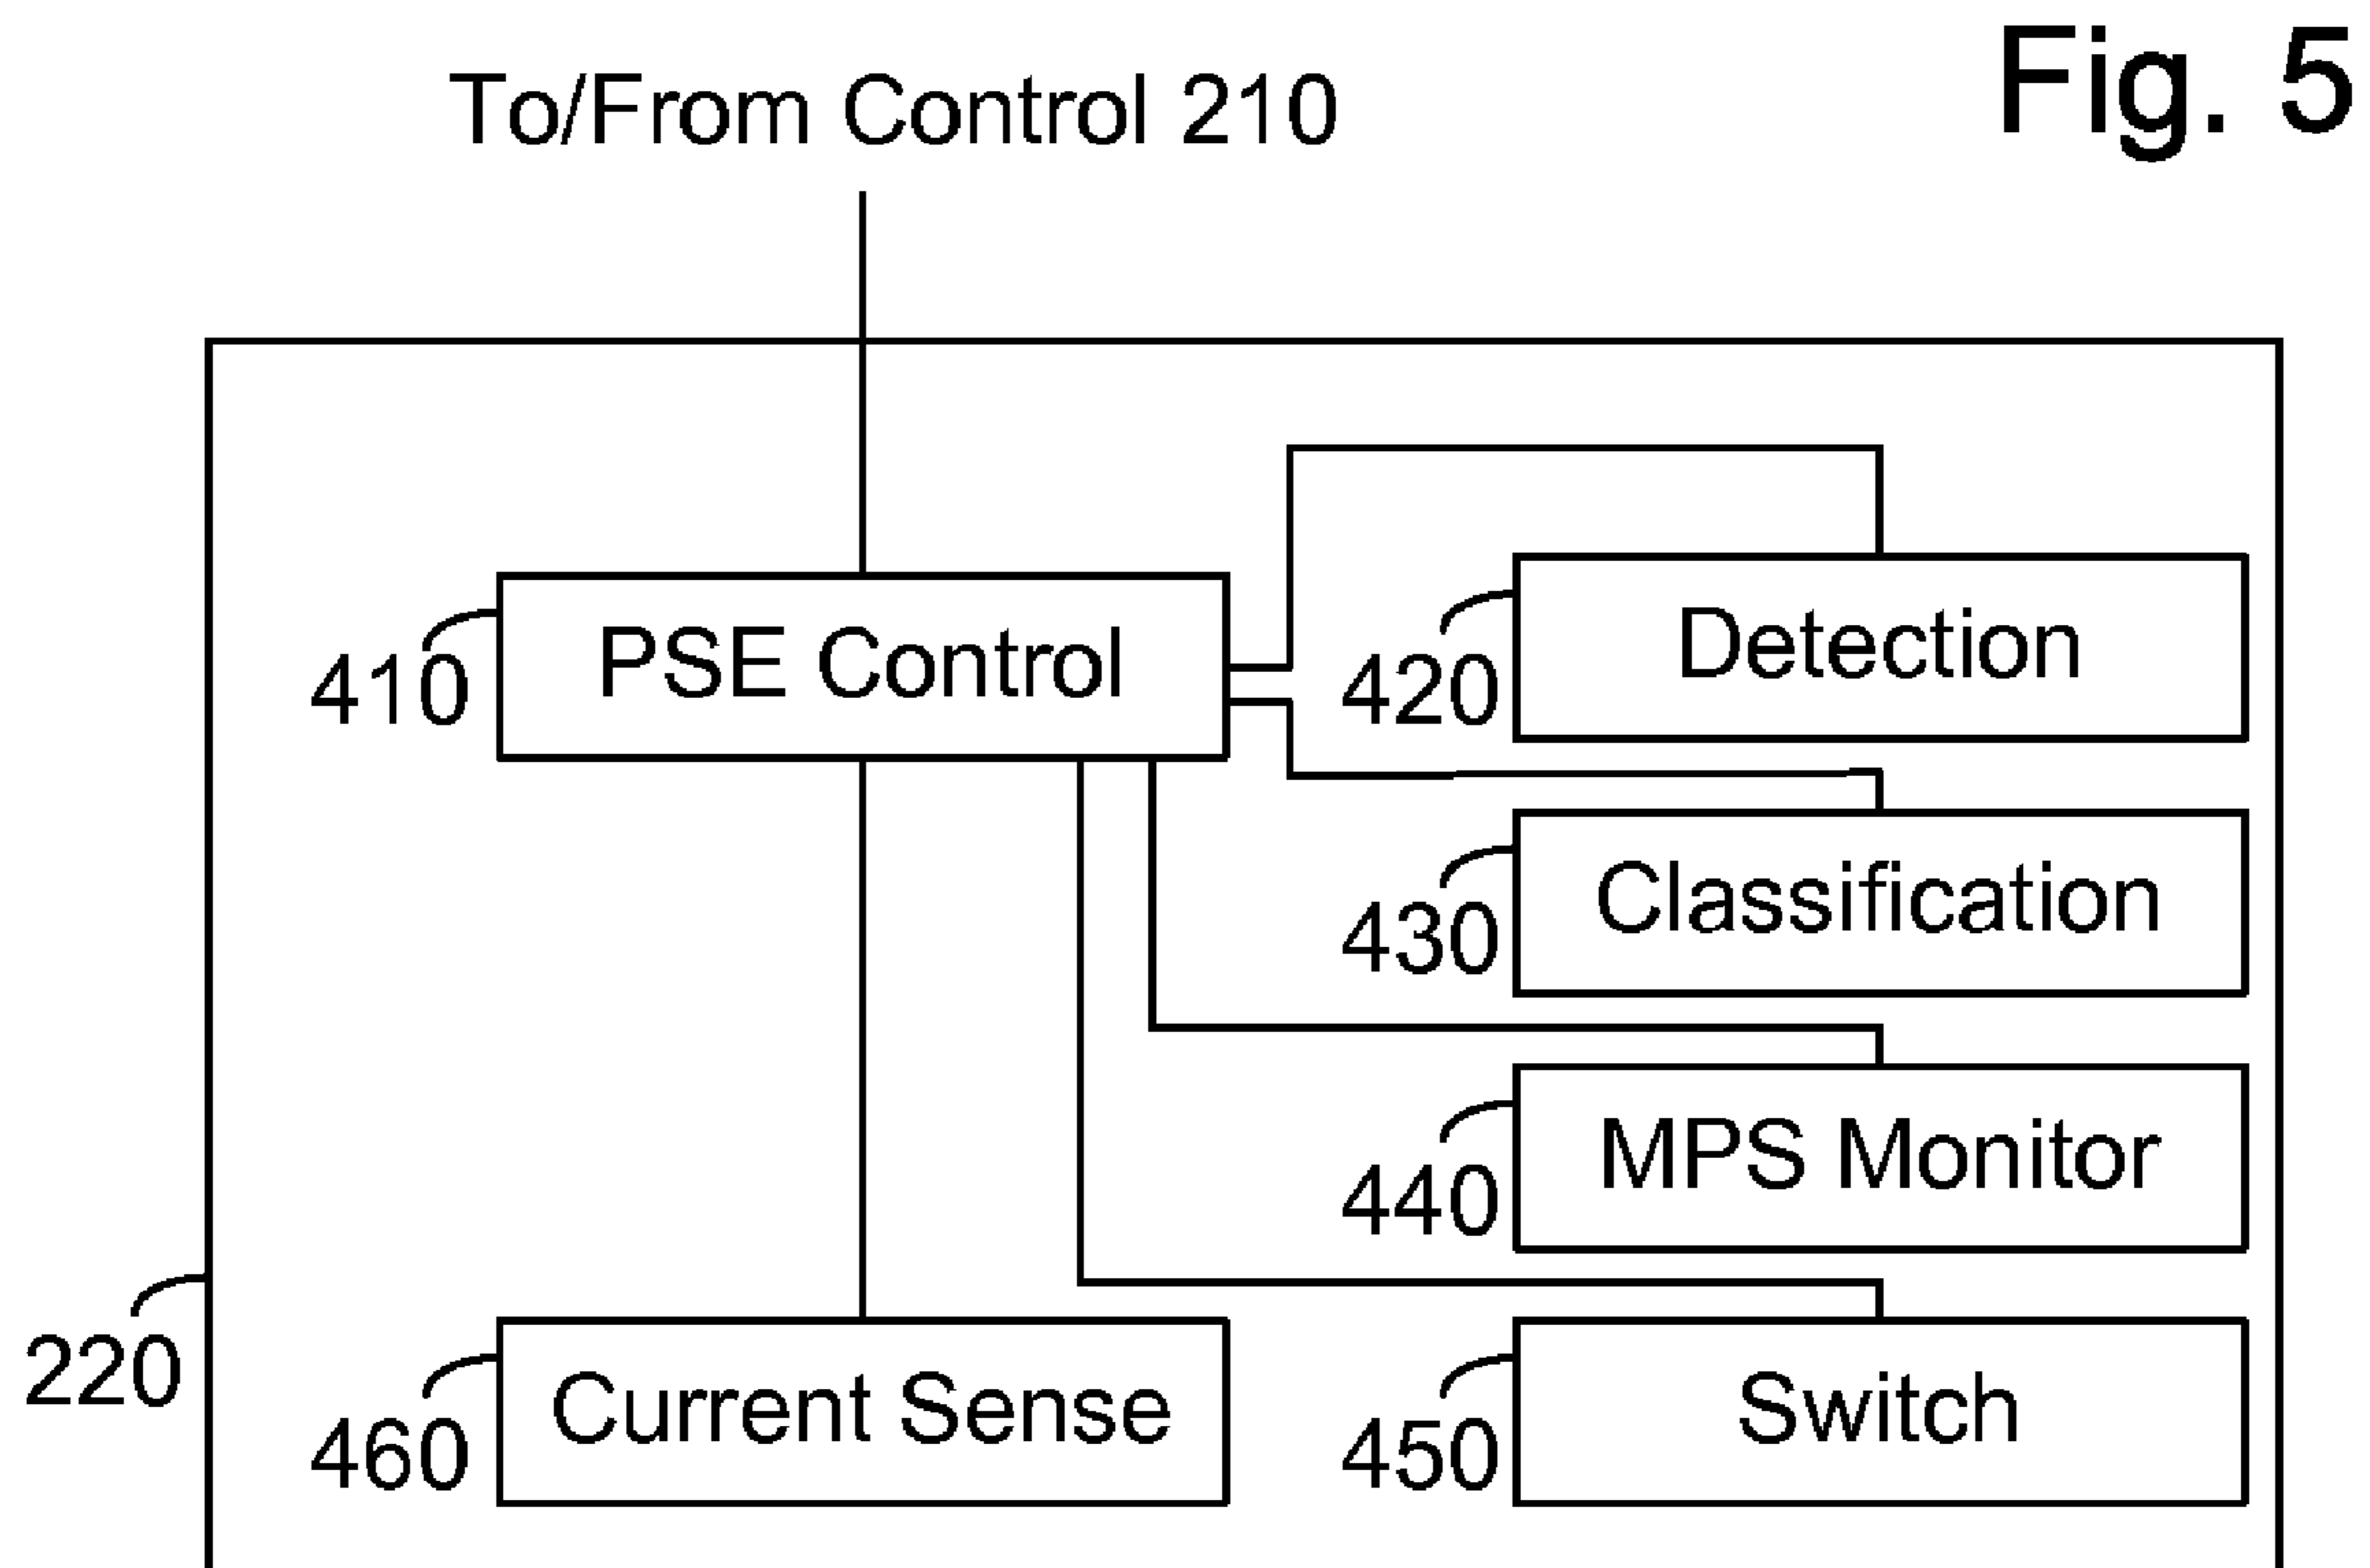 Fig. 5
To/From Control 210
410
PSE Control
420
Detection
430
Classification
440
MPS Monitor
220
460
Current Sense
450
Switch